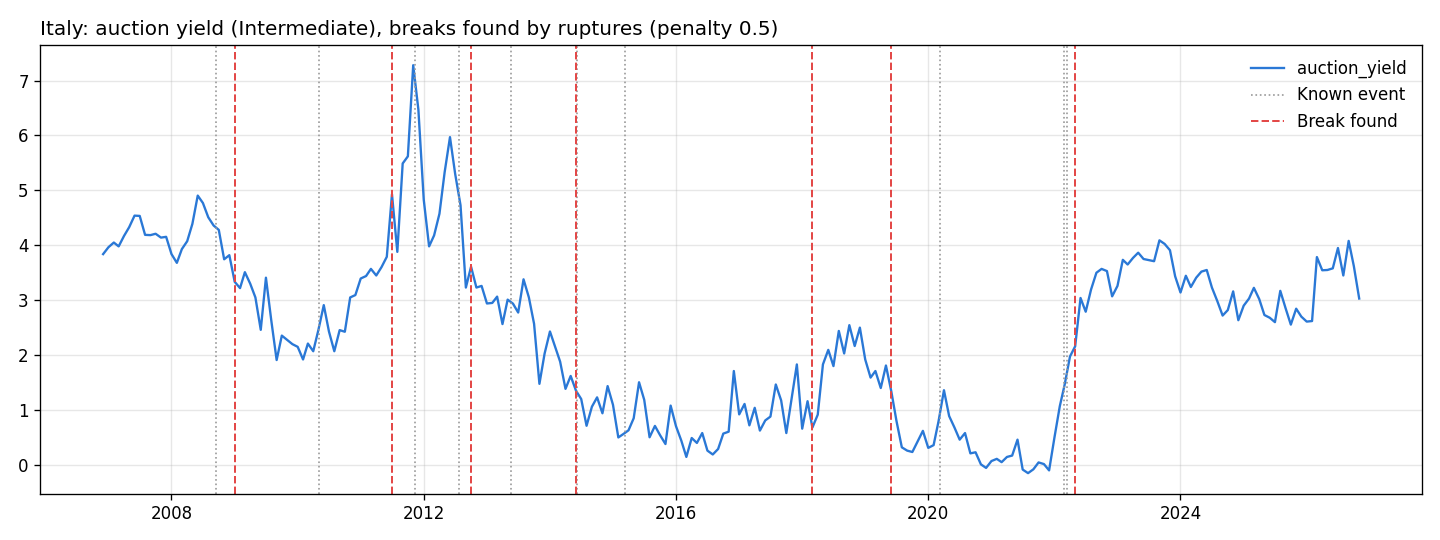 Italy: auction yield (Intermediate), breaks found by ruptures (penalty 0.5)
auction_yield
Known event
Break found
7
6
5
4
3
2
1
0
2008 2012 2016 2020 2024